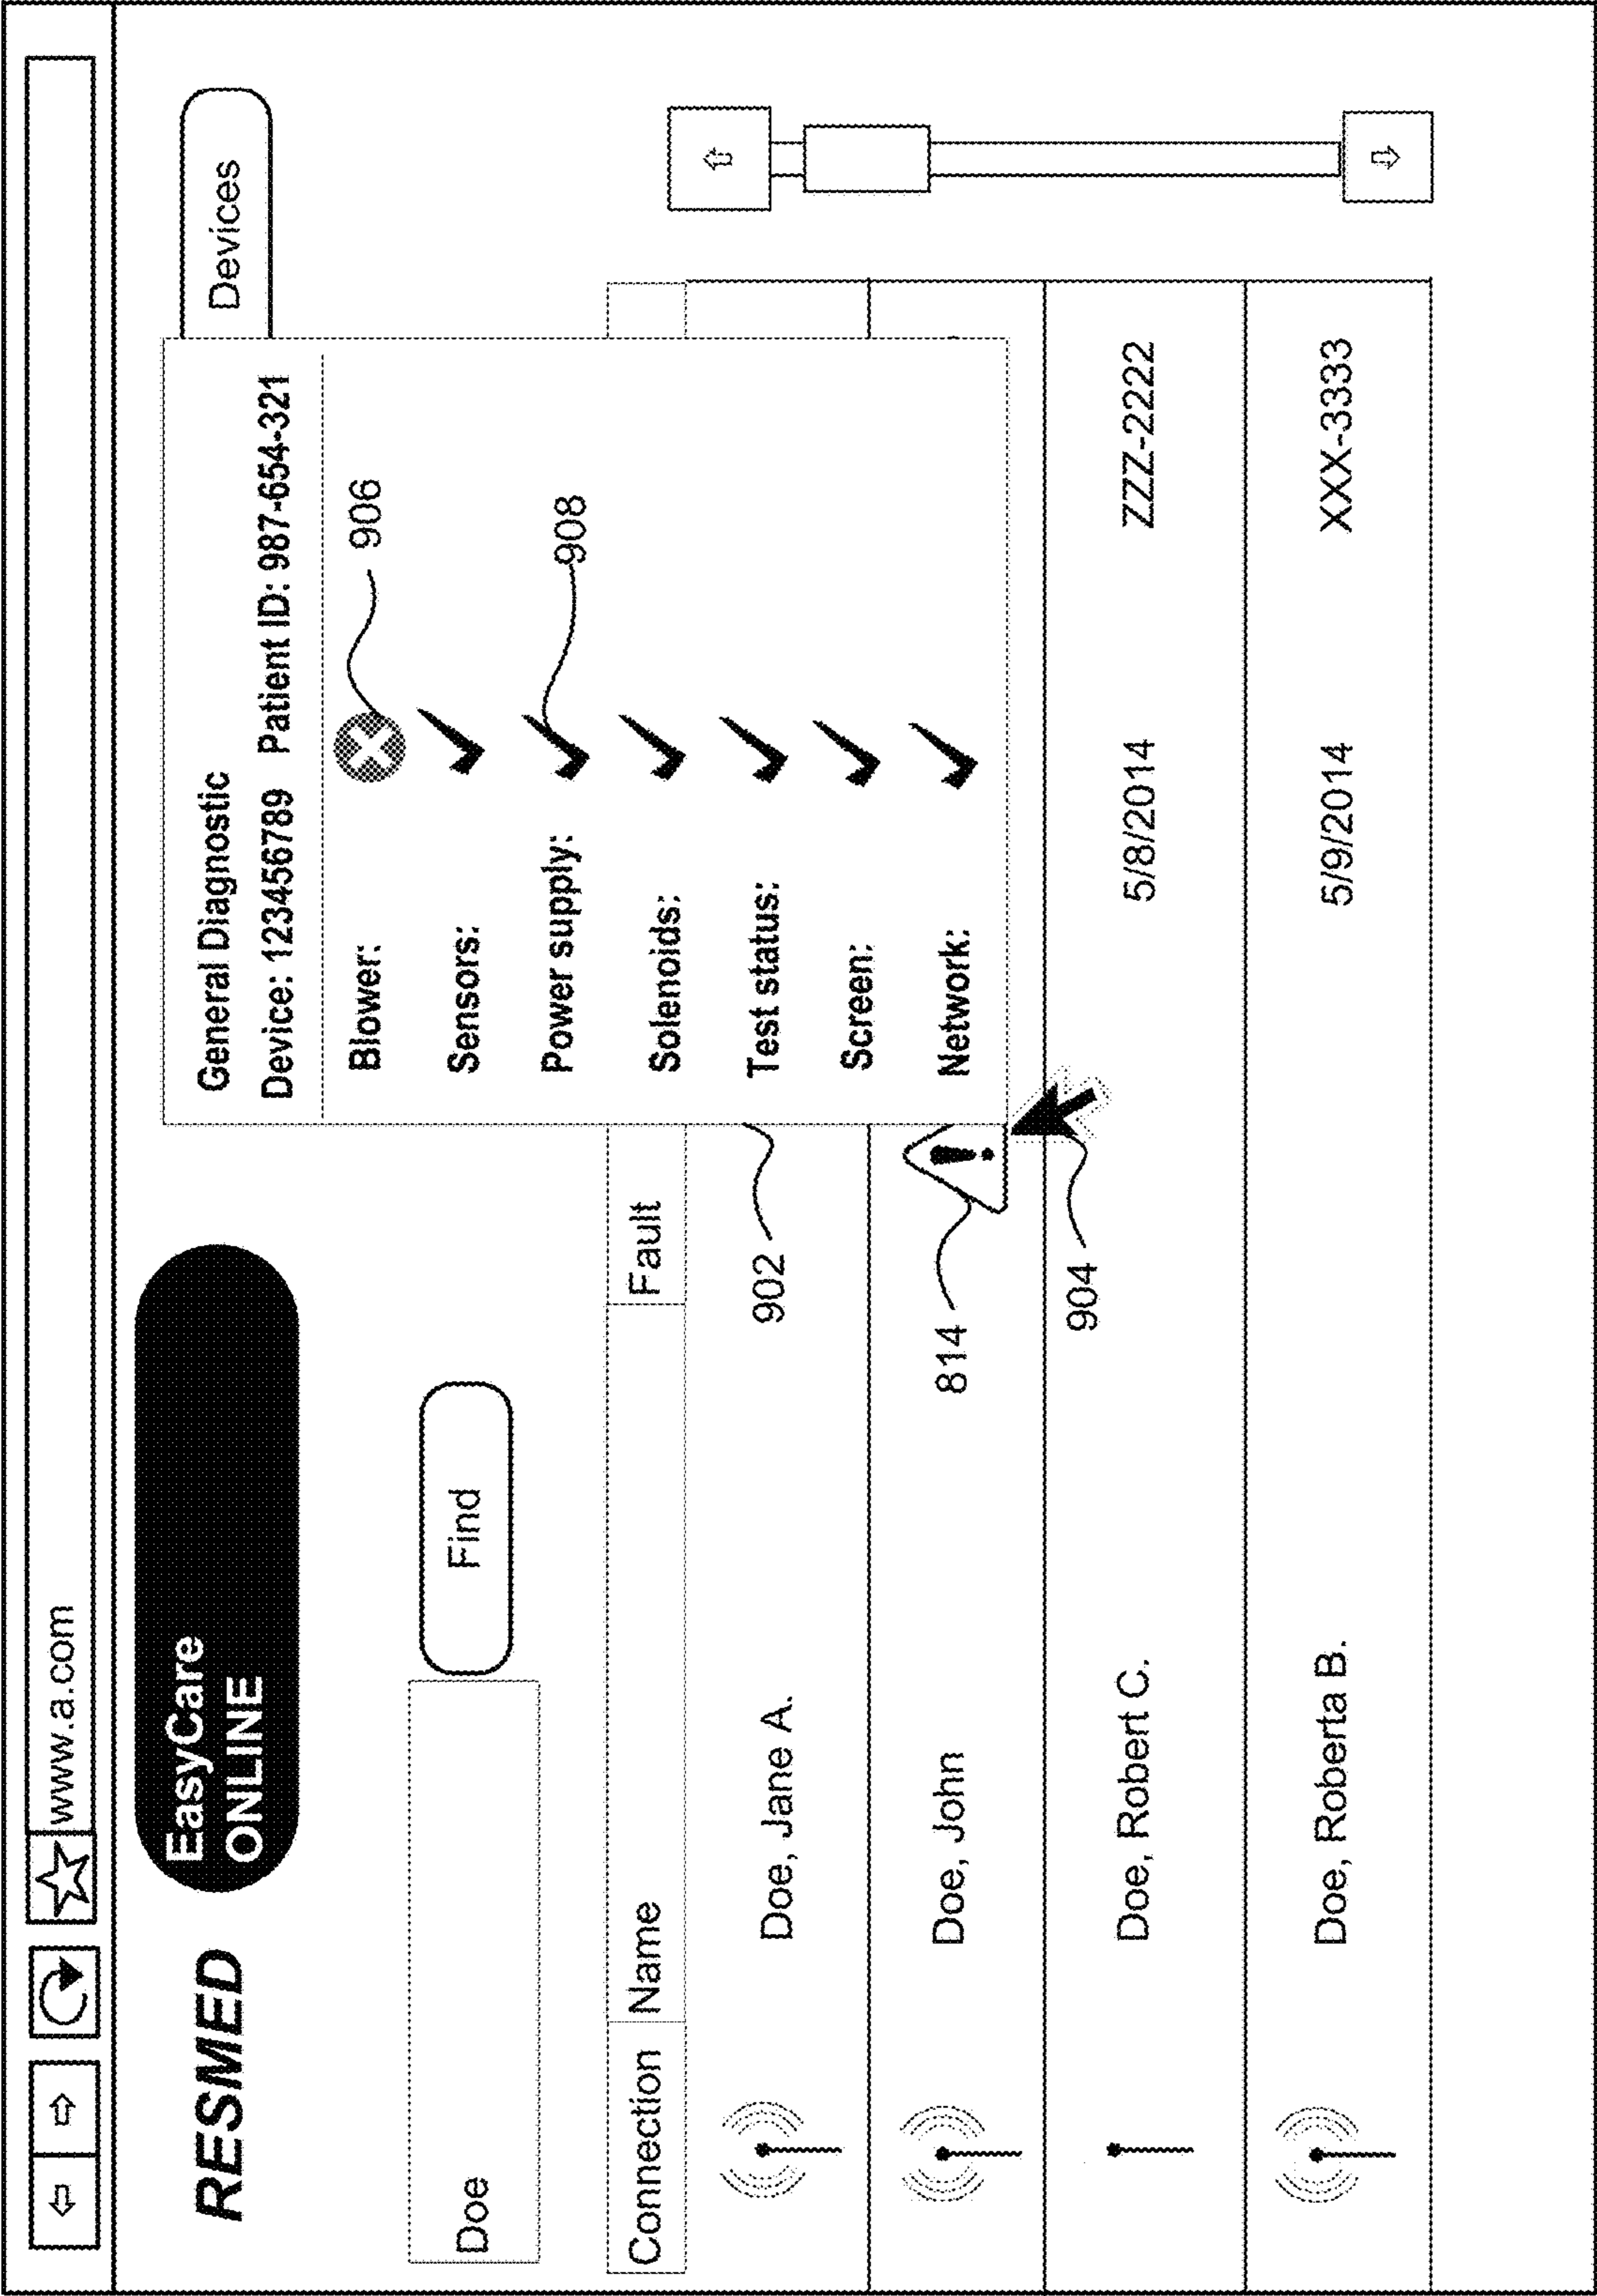 www.a.com
RESMED
EasyCare
ONLINE
Devices
Doe
Find
General Diagnostic
Device: 123456789 Patient ID: 987-654-321
Blower:
906
Sensors:
Power supply:
908
Solenoids:
Test status:
Screen:
Network:
Connection Name Fault
Doe, Jane A. 902
Doe, John 814
904
Doe, Robert C. 5/8/2014 ZZZ-2222
Doe, Roberta B. 5/9/2014 XXX-3333